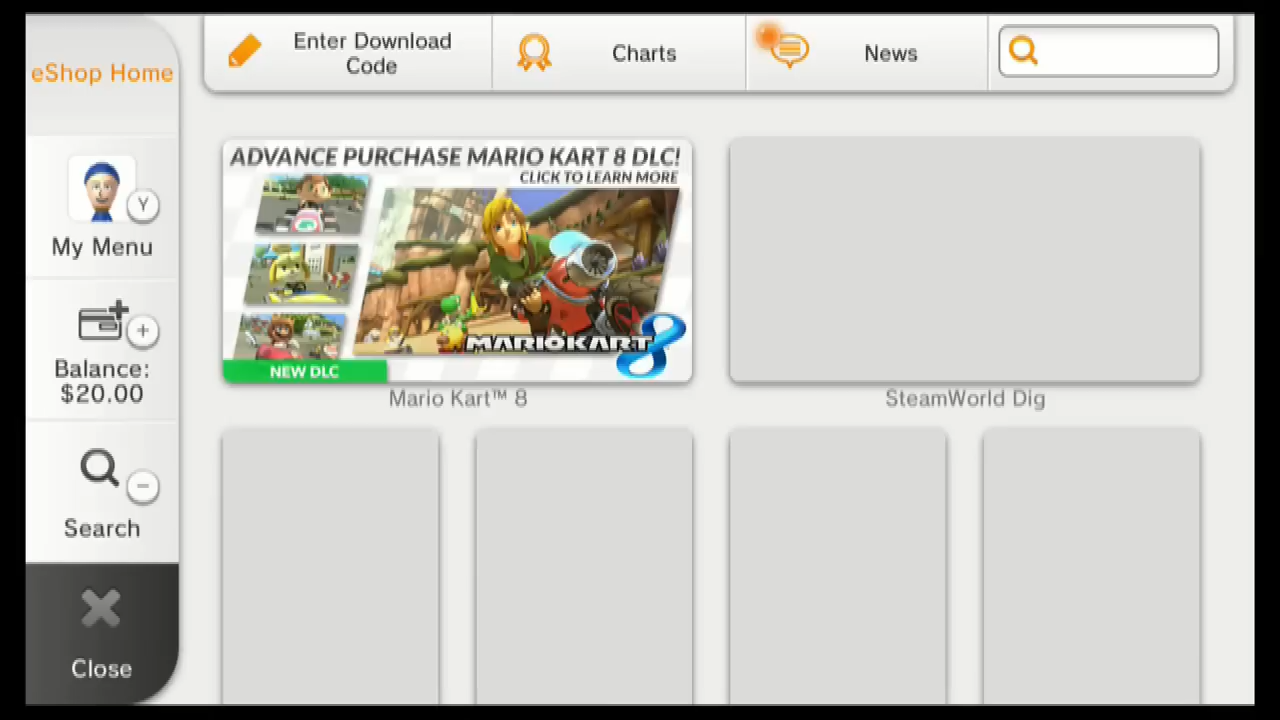 eShop Home
Enter Download
Code
Charts
News
Y
My Menu
+
Balance:
$20.00
−
Search
Close
ADVANCE PURCHASE MARIO KART 8 DLC!
CLICK TO LEARN MORE
MARIOKART
8
NEW DLC
Mario Kart™ 8
SteamWorld Dig